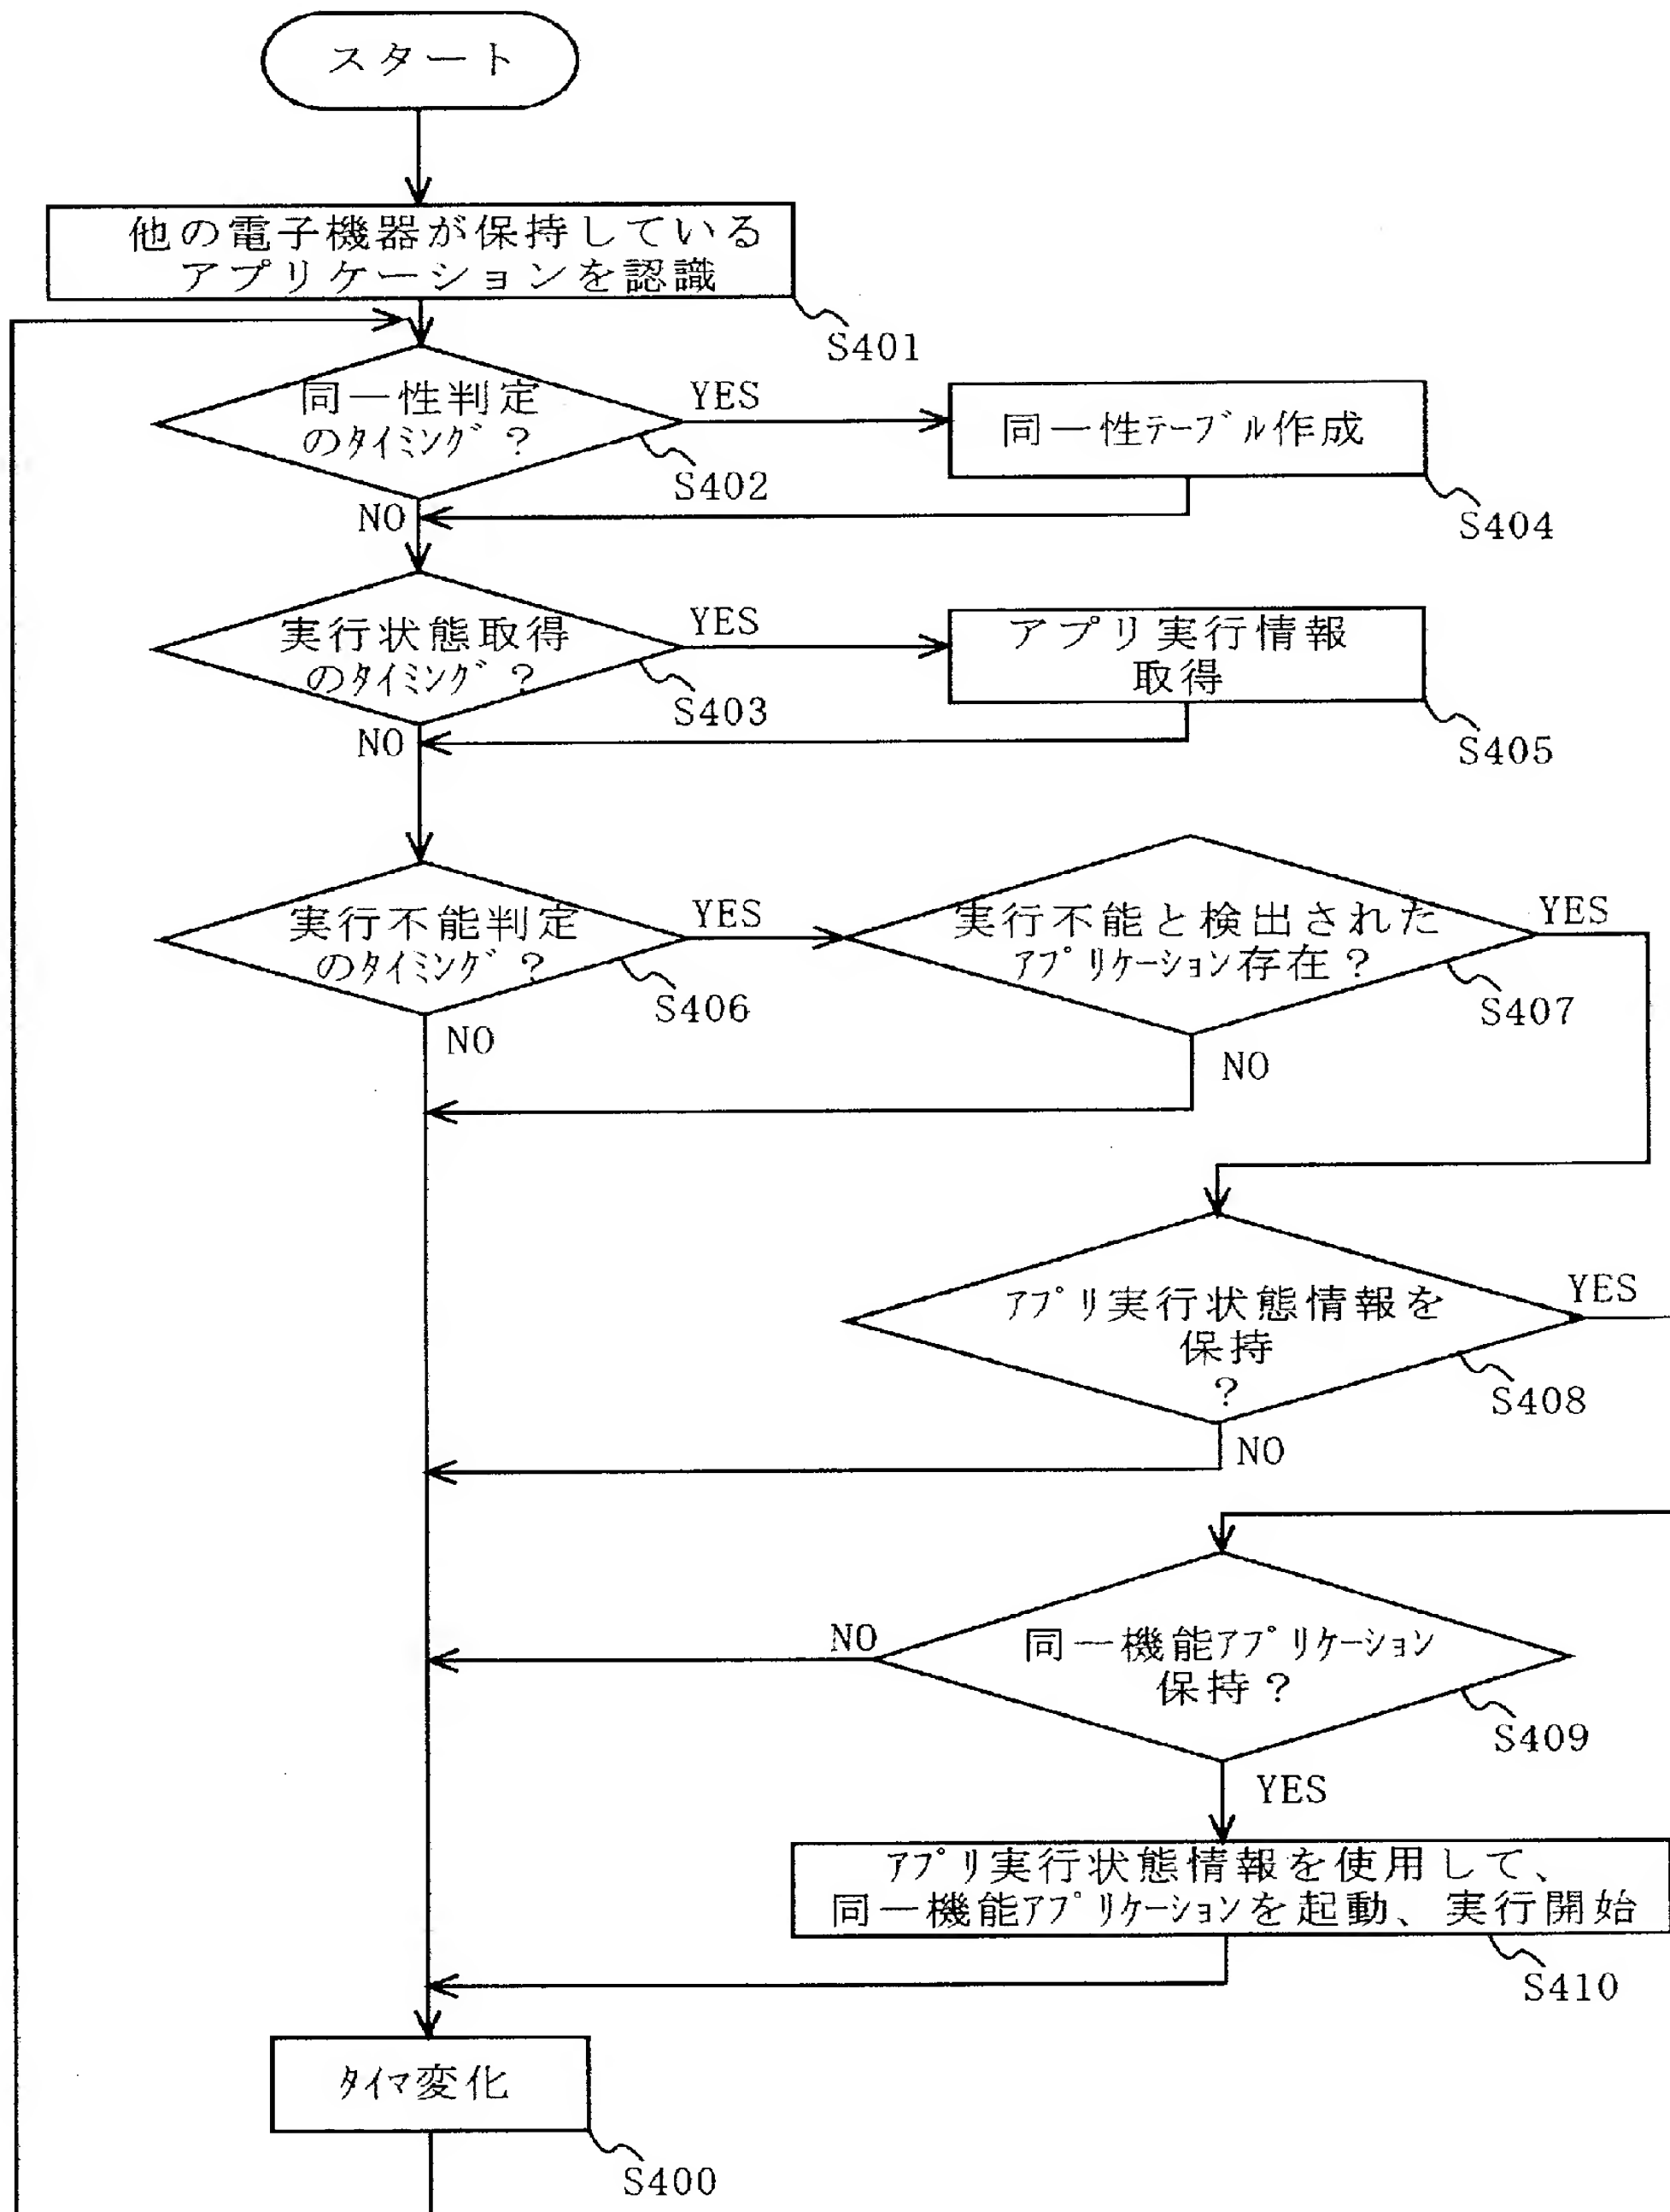 スタート
他の電子機器が保持している
アプリケーションを認識
S401
同一性判定
のﾀｲﾐﾝｸﾞ？
YES
同一性ﾃｰﾌﾞﾙ作成
S402
NO
S404
実行状態取得
のﾀｲﾐﾝｸﾞ？
YES
アプリ実行情報
取得
S403
NO
S405
実行不能判定
のﾀｲﾐﾝｸﾞ？
YES
実行不能と検出された
ｱﾌﾟﾘｹｰｼｮﾝ存在？
YES
S406
NO
S407
NO
ｱﾌﾟﾘ実行状態情報を
保持
？
YES
S408
NO
同一機能ｱﾌﾟﾘｹｰｼｮﾝ
保持？
NO
S409
YES
ｱﾌﾟﾘ実行状態情報を使用して、
同一機能ｱﾌﾟﾘｹｰｼｮﾝを起動、実行開始
S410
ﾀｲﾏ変化
S400